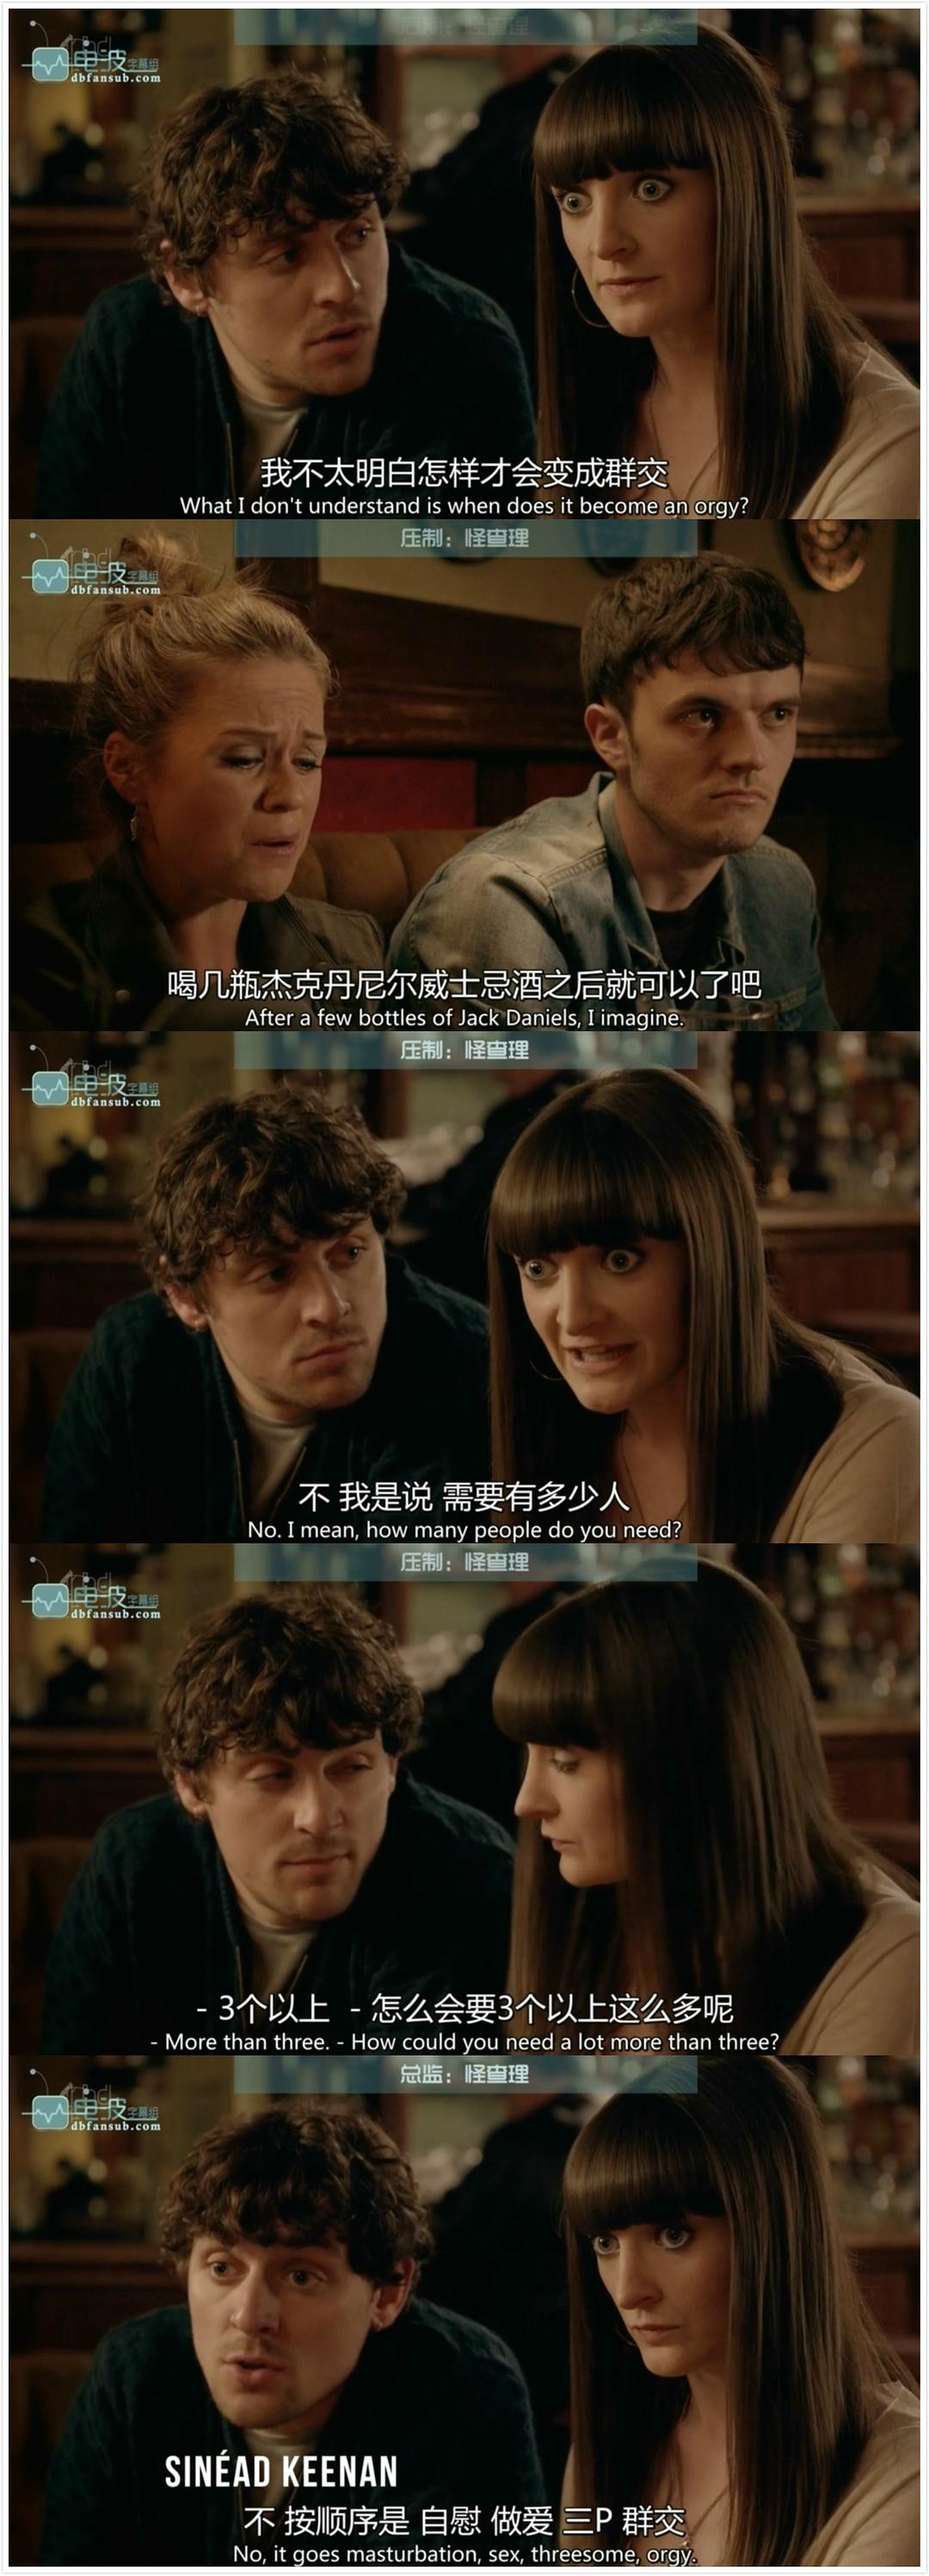 电波字幕组
dbfansub.com
我不太明白怎样才会变成群交
What I don't understand is when does it become an orgy?
压制：怪查理
电波字幕组
dbfansub.com
喝几瓶杰克丹尼尔威士忌酒之后就可以了吧
After a few bottles of Jack Daniels, I imagine.
压制：怪查理
电波字幕组
dbfansub.com
不 我是说 需要有多少人
No. I mean, how many people do you need?
压制：怪查理
电波字幕组
dbfansub.com
- 3个以上 - 怎么会要3个以上这么多呢
- More than three. - How could you need a lot more than three?
总监：怪查理
电波字幕组
dbfansub.com
SINÉAD KEENAN
不 按顺序是 自慰 做爱 三P 群交
No, it goes masturbation, sex, threesome, orgy.